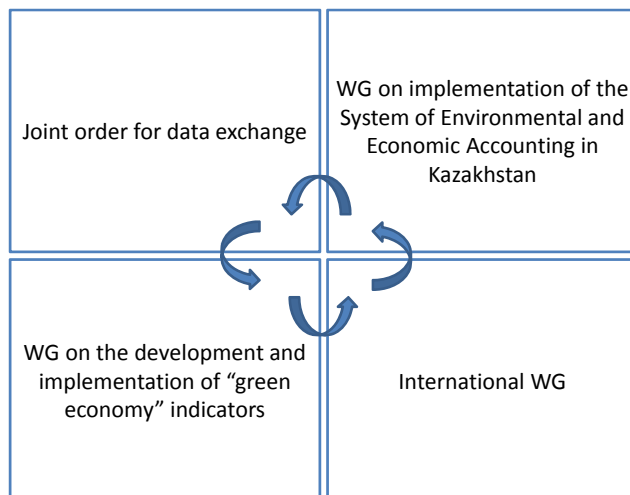 Joint order for data exchange
WG on implementation of the
System of Environmental and
Economic Accounting in
Kazakhstan
WG on the development and
implementation of “green
economy” indicators
International WG